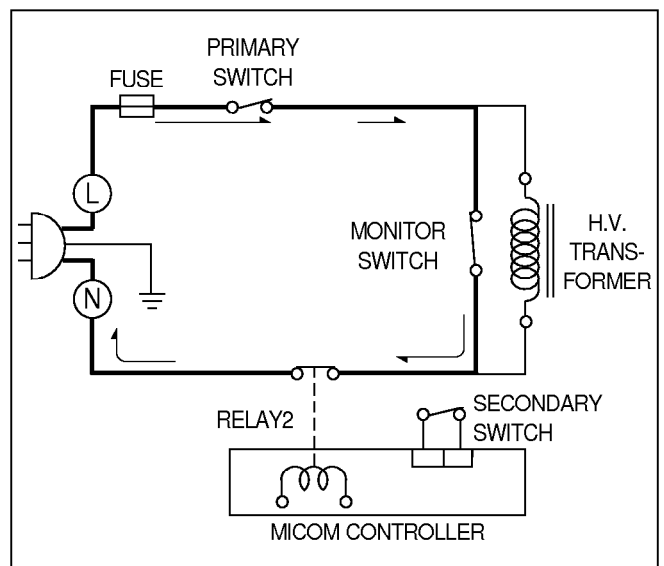 PRIMARY
SWITCH
FUSE
L
MONITOR
SWITCH
H.V.
TRANS-
FORMER
N
RELAY2
SECONDARY
SWITCH
MICOM CONTROLLER